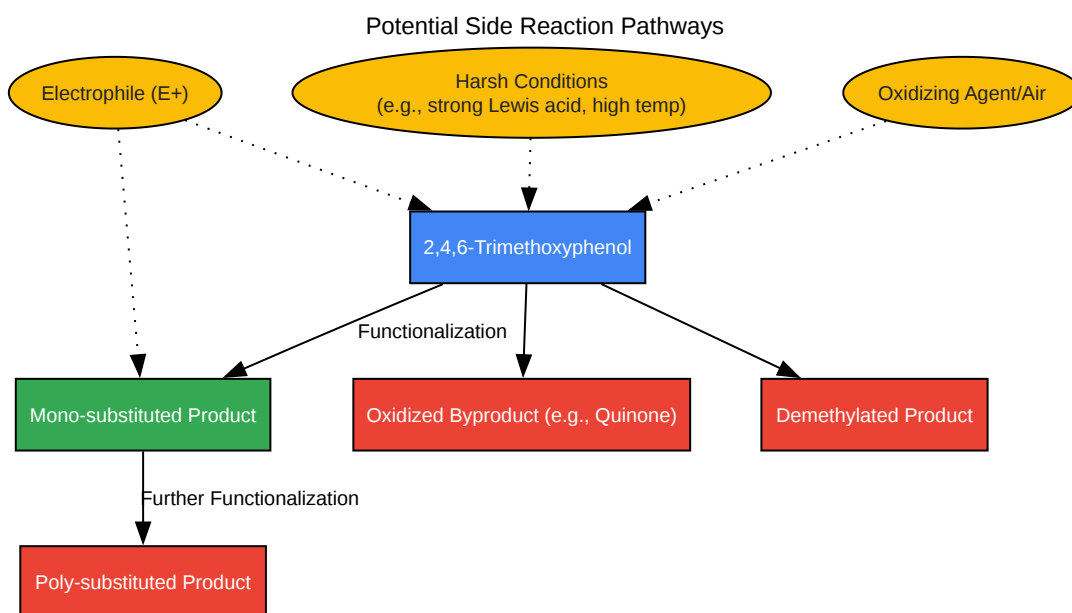 Potential Side Reaction Pathways
Electrophile (E+)
Harsh Conditions
(e.g., strong Lewis acid, high temp)
Oxidizing Agent/Air
2,4,6-Trimethoxyphenol
Functionalization
Mono-substituted Product
Oxidized Byproduct (e.g., Quinone)
Demethylated Product
Further Functionalization
Poly-substituted Product